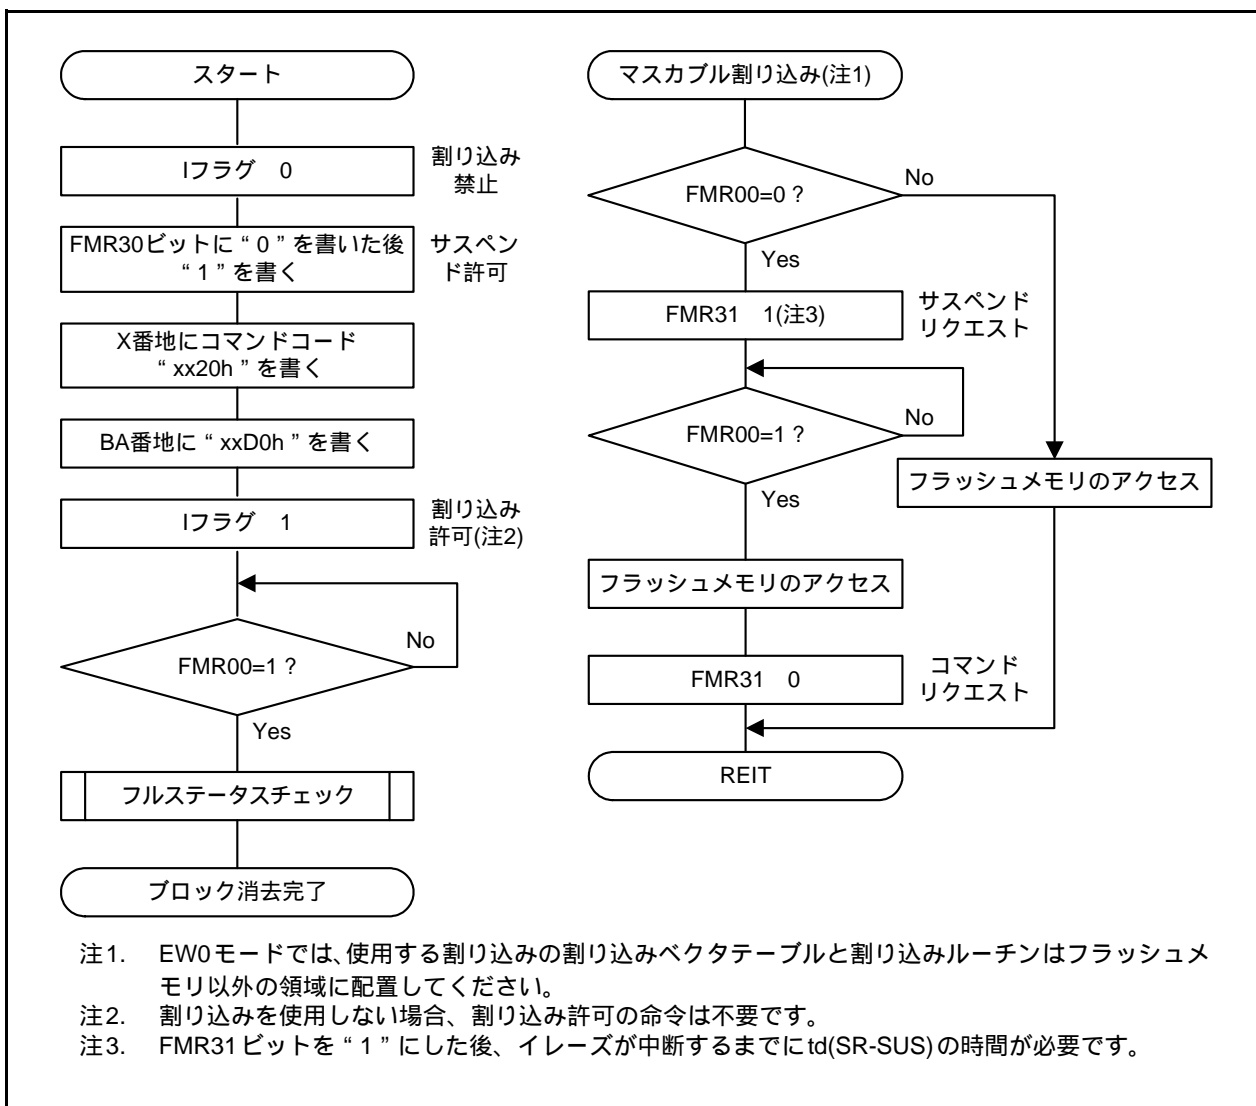 スタート
Iフラグ 0
割り込み
禁止
FMR30ビットに“0”を書いた後
“1”を書く
サスペン
ド許可
X番地にコマンドコード
“xx20h”を書く
BA番地に“xxD0h”を書く
Iフラグ 1
割り込み
許可(注2)
FMR00=1 ?
No
Yes
フルステータスチェック
ブロック消去完了
マスカブル割り込み(注1)
FMR00=0 ?
No
Yes
FMR31 1(注3)
サスペンド
リクエスト
FMR00=1 ?
No
Yes
フラッシュメモリのアクセス
フラッシュメモリのアクセス
FMR31 0
コマンド
リクエスト
REIT
注1. EW0モードでは、使用する割り込みの割り込みベクタテーブルと割り込みルーチンはフラッシュメ
モリ以外の領域に配置してください。
注2. 割り込みを使用しない場合、割り込み許可の命令は不要です。
注3. FMR31ビットを“1”にした後、イレーズが中断するまでにtd(SR-SUS)の時間が必要です。